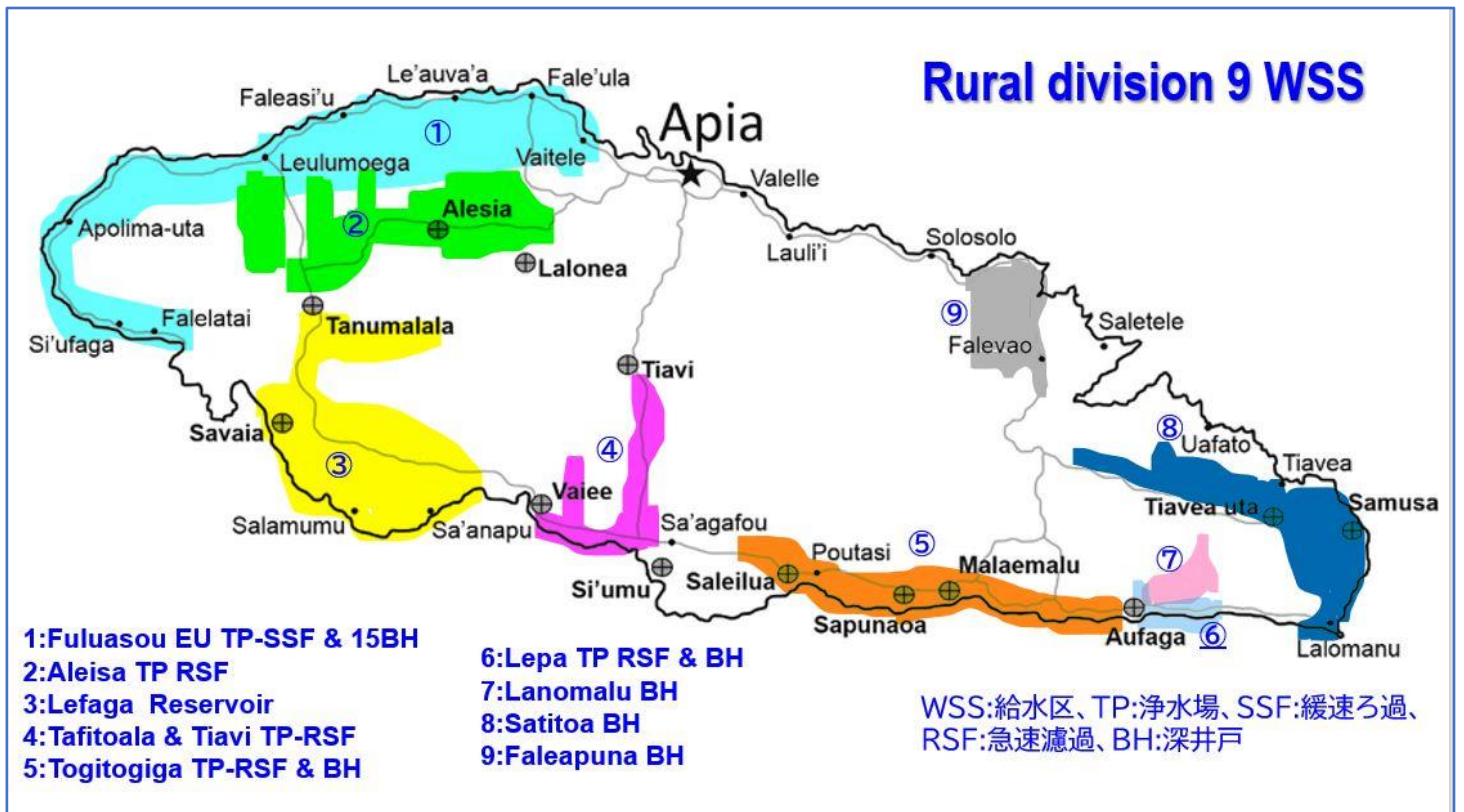 Rural division 9 WSS
Le'auva'a
Fale'ula
Faleasi'u
①
Apia
Leulumoega
Vaitele
Valelle
②
Alesia
Apolima-uta
Lauli'i
Solosolo
Lalonea
⑨
Tanumalala
Falelatai
Si'ufaga
Saletele
Falevao
Tiavi
Savaia
⑧
Uafato
④
③
Tiavea
Vaiee
Salamumu
Sa'anapu
Tiavea uta
Samusa
Sa'agafou
⑤
Poutasi
⑦
Malaemalu
Si'umu
Saleilua
Sapunaoa
Aufaga
⑥
Lalomanu
1:Fuluasou EU TP-SSF & 15BH
2:Aleisa TP RSF
3:Lefaga Reservoir
4:Tafitoala & Tiavi TP-RSF
5:Togitogiga TP-RSF & BH
6:Lepa TP RSF & BH
7:Lanomalu BH
8:Satitoa BH
9:Faleapuna BH
WSS:給水区、TP:浄水場、SSF:緩速ろ過、
RSF:急速濾過、BH:深井戸